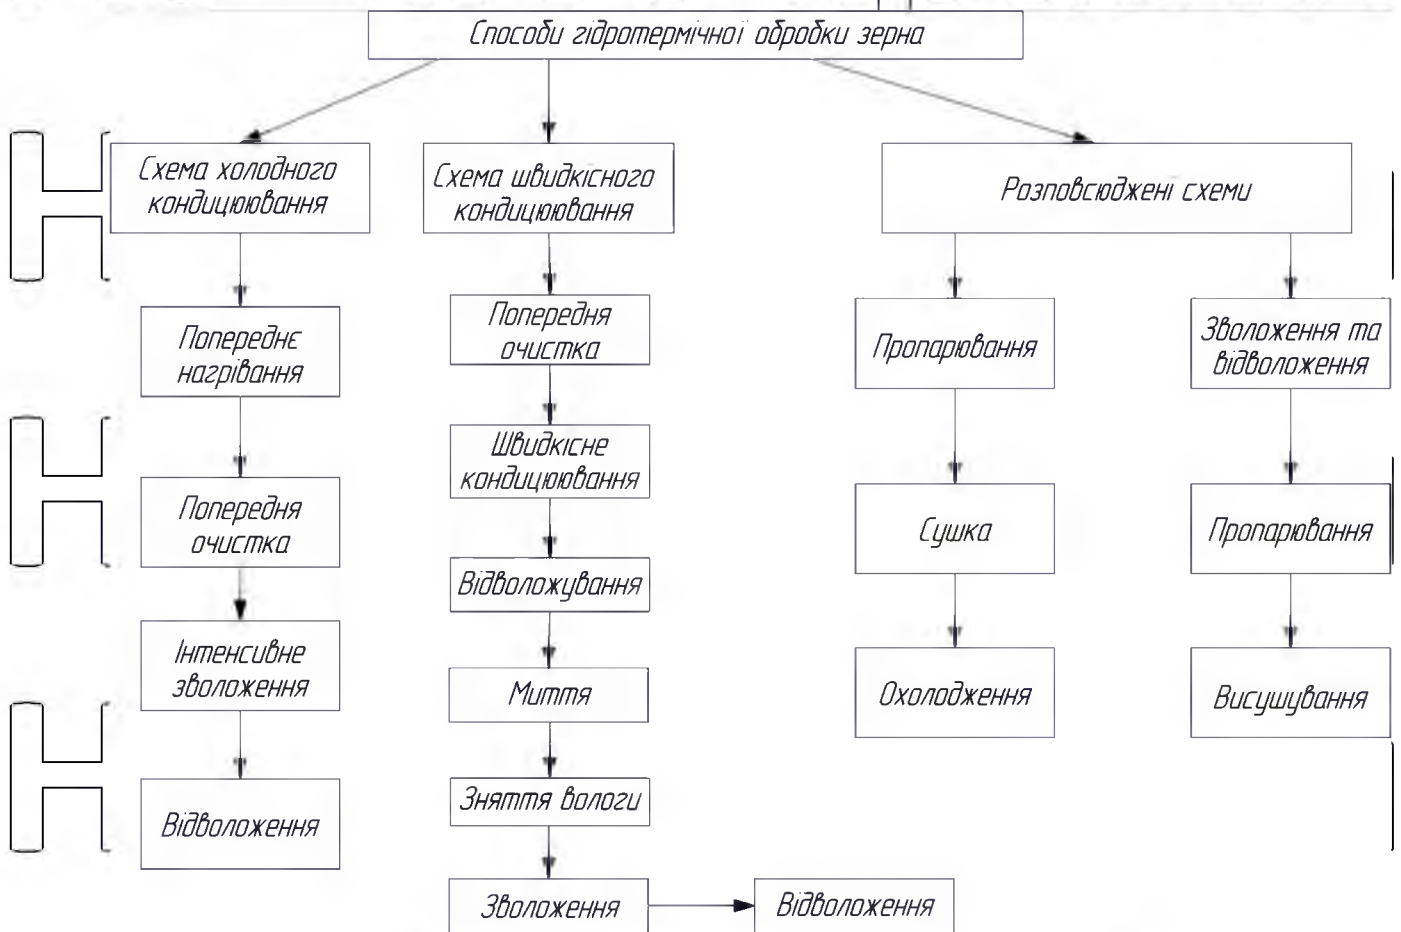 Способи гідротермічної обробки зерна
Схема холодного
кондиціювання
Схема швидкісного
кондиціювання
Розповсюджені схеми
Попереднє
нагрівання
Попередня
очистка
Інтенсивне
зволоження
Відволоження
Попередня
очистка
Швидкісне
кондиціювання
Відволожування
Миття
Зняття вологи
Зволоження
Відволоження
Пропарювання
Сушка
Охолодження
Зволоження та
відволоження
Пропарювання
Висушування